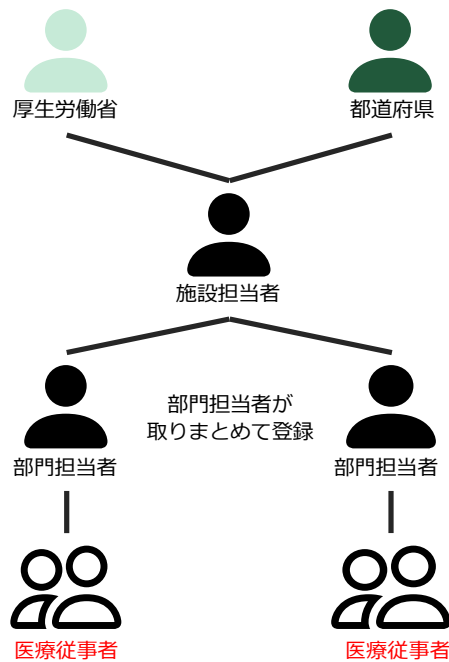 厚生労働省
都道府県
施設担当者
部門担当者が
取りまとめて登録
部門担当者
部門担当者
医療従事者
医療従事者